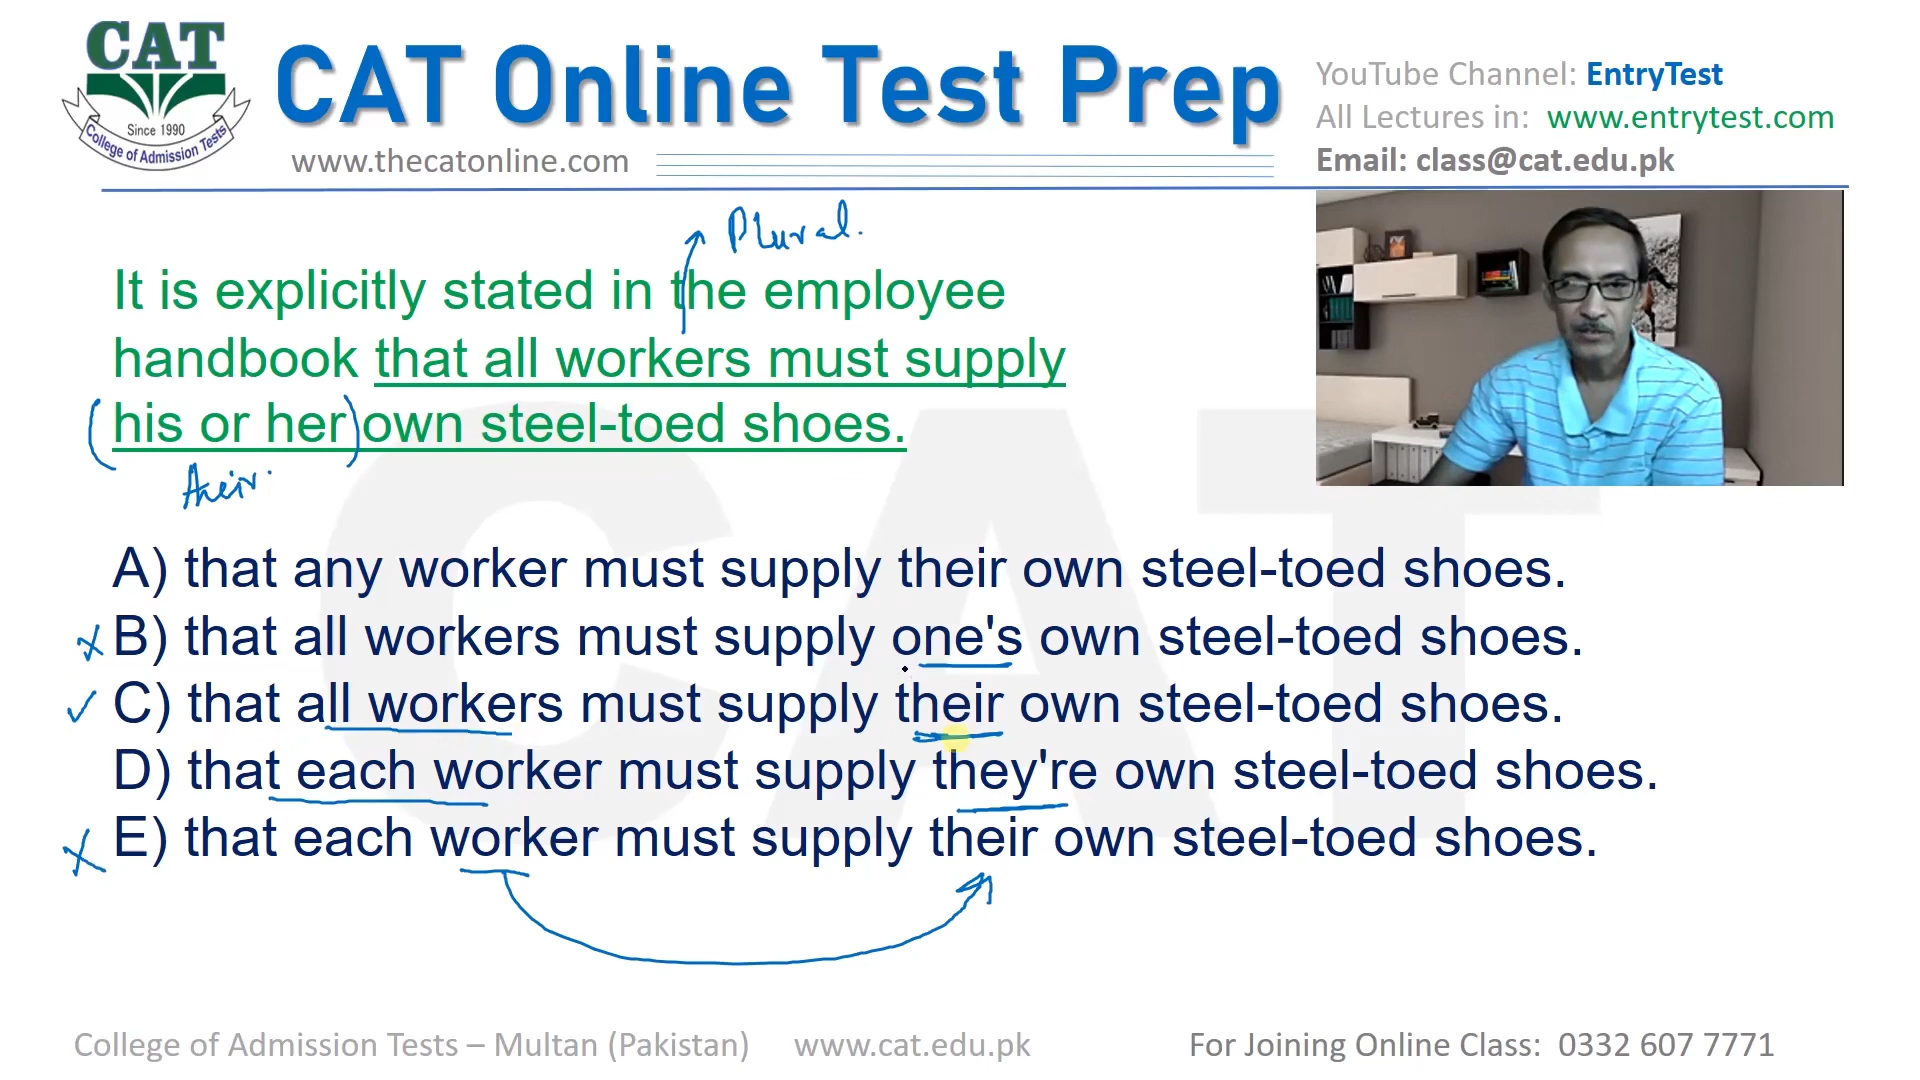 CAT
Since 1990
College of Admission Tests
CAT Online Test Prep
www.thecatonline.com
YouTube Channel: EntryTest
All Lectures in: www.entrytest.com
Email: class@cat.edu.pk
Plural.
It is explicitly stated in the employee
handbook that all workers must supply
(his or her) own steel-toed shoes.
their.
A) that any worker must supply their own steel-toed shoes.
B) that all workers must supply one's own steel-toed shoes.
C) that all workers must supply their own steel-toed shoes.
D) that each worker must supply they're own steel-toed shoes.
E) that each worker must supply their own steel-toed shoes.
CAT
College of Admission Tests – Multan (Pakistan) www.cat.edu.pk For Joining Online Class: 0332 607 7771